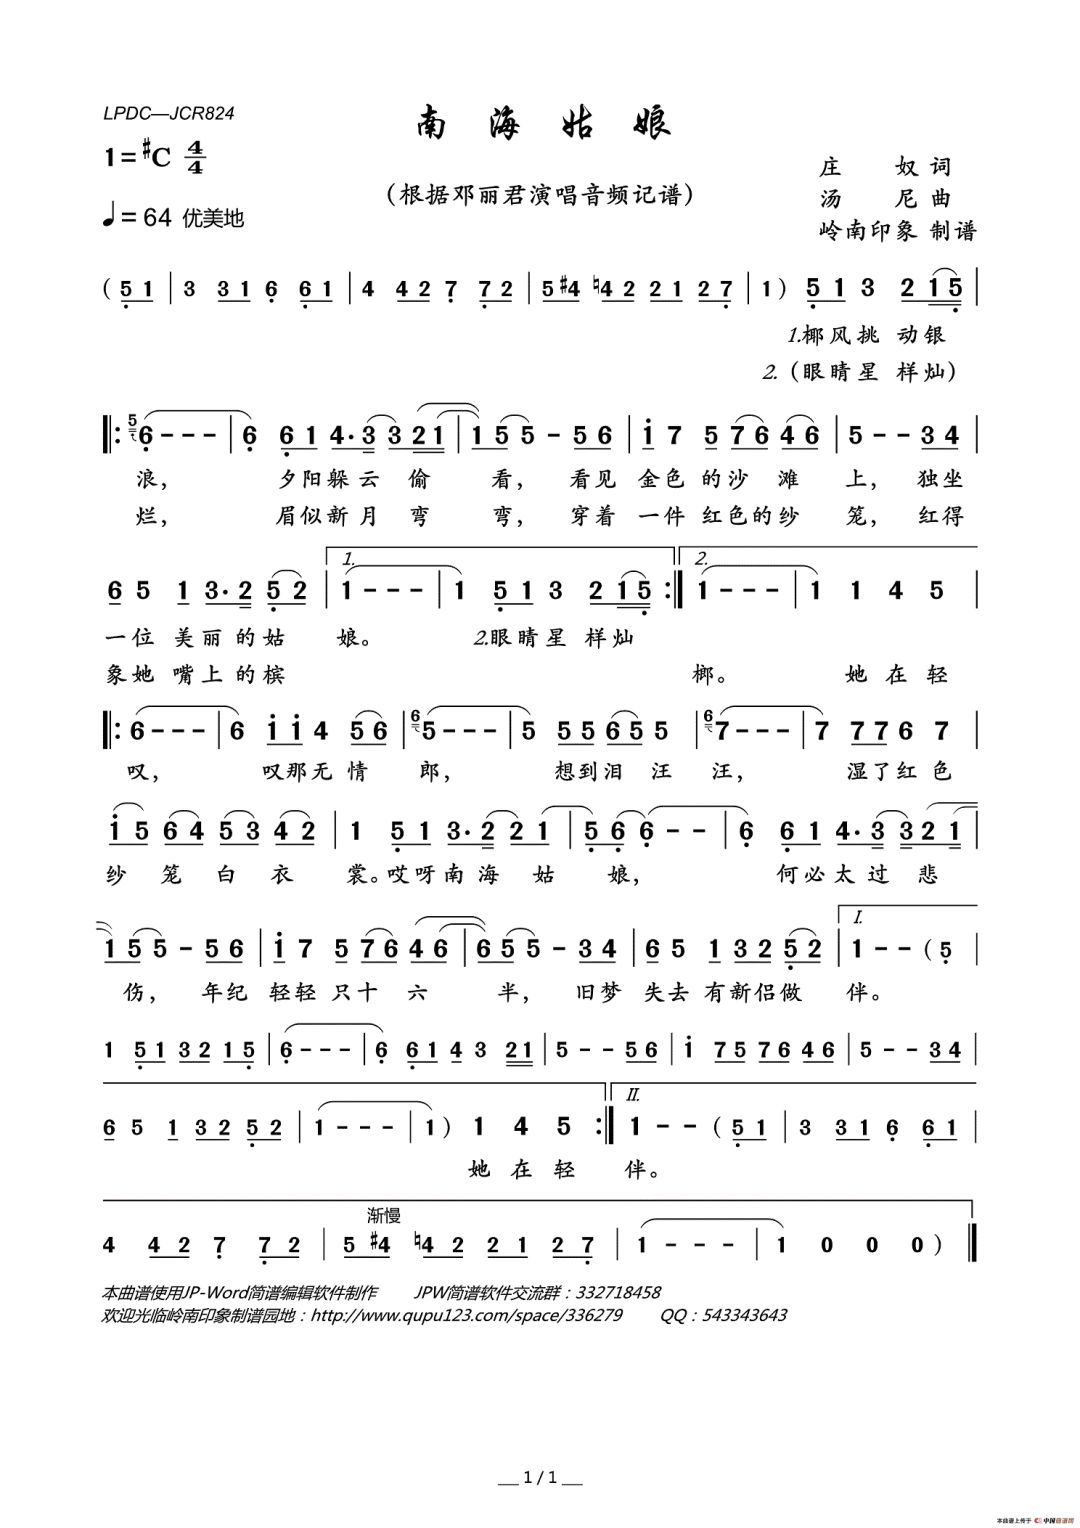 LPDC—JCR824
南 海 姑 娘
1=#C 4/4
(根据邓丽君演唱音频记谱)
庄 奴 词
汤 尼 曲
岭南印象 制谱
♩=64 优美地
(5 1 | 3 3 1 6 6 1 | 4 4 2 7 7 2 | 5 #4 ♮4 2 2 1 2 7 | 1) 5 1 3 2 1 5 |
1.椰风挑 动银
2.(眼睛星 样灿)
‖: 5 6 - - - | 6 6 1 4· 3 3 2 1 | 1 5 5 - 5 6 | i 7 5 7 6 4 6 | 5 - - 3 4 |
浪, 夕阳躲云 偷 看, 看见 金色 的沙 滩 上, 独坐
烂, 眉似新月 弯 弯, 穿着 一件 红色的纱 笼, 红得
1. 2.
6 5 1 3· 2 5 2 | 1 - - - | 1 5 1 3 2 1 5 :‖ 1 - - - | 1 1 4 5 |
一位 美丽的姑 娘。 2.眼睛星 样灿
象她 嘴上的槟 榔。 她在轻
‖: 6 - - - | 6 i i 4 5 6 | 6 5 - - - | 5 5 5 6 5 5 | 6 7 - - - | 7 7 7 6 7 |
叹, 叹那无情 郎, 想到泪汪 汪, 湿了红色
i 5 6 4 5 3 4 2 | 1 5 1 3· 2 2 1 | 5 6 6 - - | 6 6 1 4· 3 3 2 1 |
纱 笼 白 衣 裳。哎呀南海 姑 娘, 何必太过 悲
I.
1 5 5 - 5 6 | i 7 5 7 6 4 6 | 6 5 5 - 3 4 | 6 5 1 3 2 5 2 | 1 - - (5 |
伤, 年纪 轻轻 只十 六 半, 旧梦 失去 有新侣做 伴。
1 5 1 3 2 1 5 | 6 - - - | 6 6 1 4 3 2 1 | 5 - - 5 6 | i 7 5 7 6 4 6 | 5 - - 3 4 |
II.
6 5 1 3 2 5 2 | 1 - - - | 1) 1 4 5 :‖ 1 - - (5 1 | 3 3 1 6 6 1 |
她在轻 伴。
渐慢
4 4 2 7 7 2 | 5 #4 ♮4 2 2 1 2 7 | 1 - - - | 1 0 0 0) ‖
本曲谱使用JP-Word简谱编辑软件制作 JPW简谱软件交流群：332718458
欢迎光临岭南印象制谱园地：http://www.qupu123.com/space/336279 QQ：543343643
1 / 1
本曲谱上传于 中国曲谱网